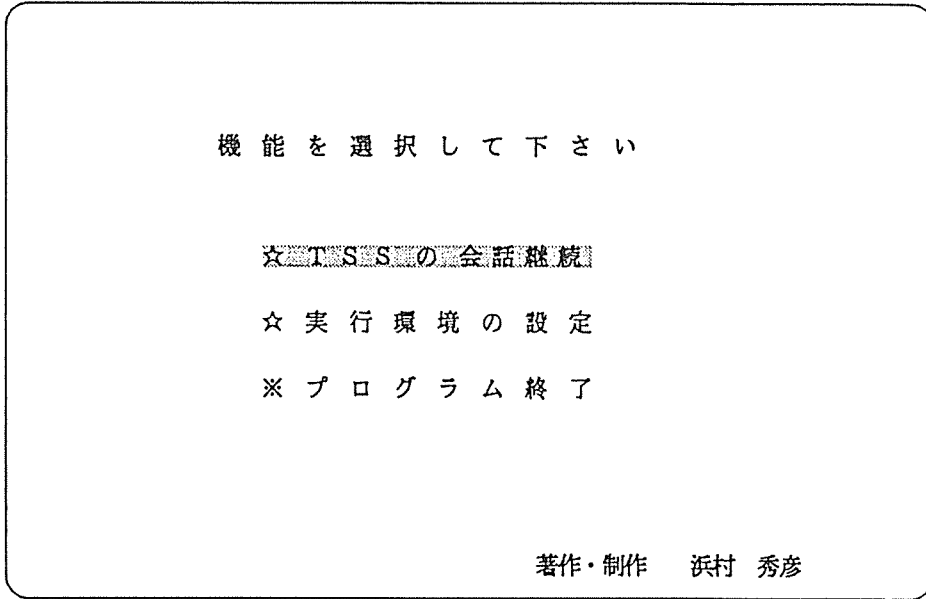 機能を選択して下さい
☆ TSSの会話継続
☆ 実行環境の設定
※ プログラム終了
著作・制作　浜村　秀彦